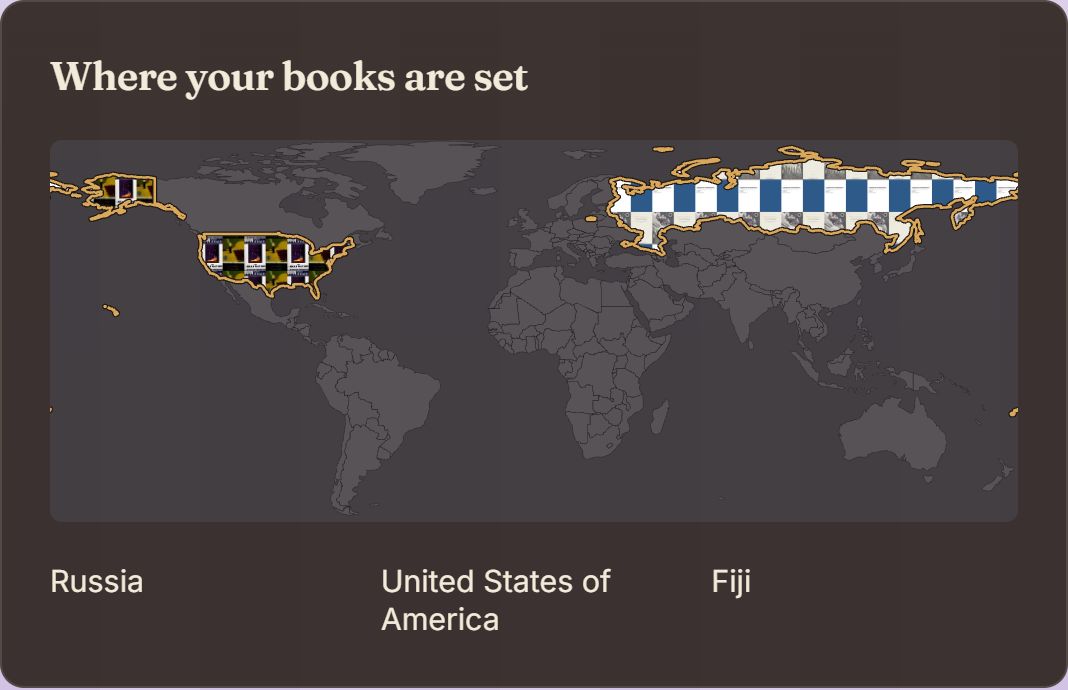 Where your books are set
Russia
United States of
America
Fiji